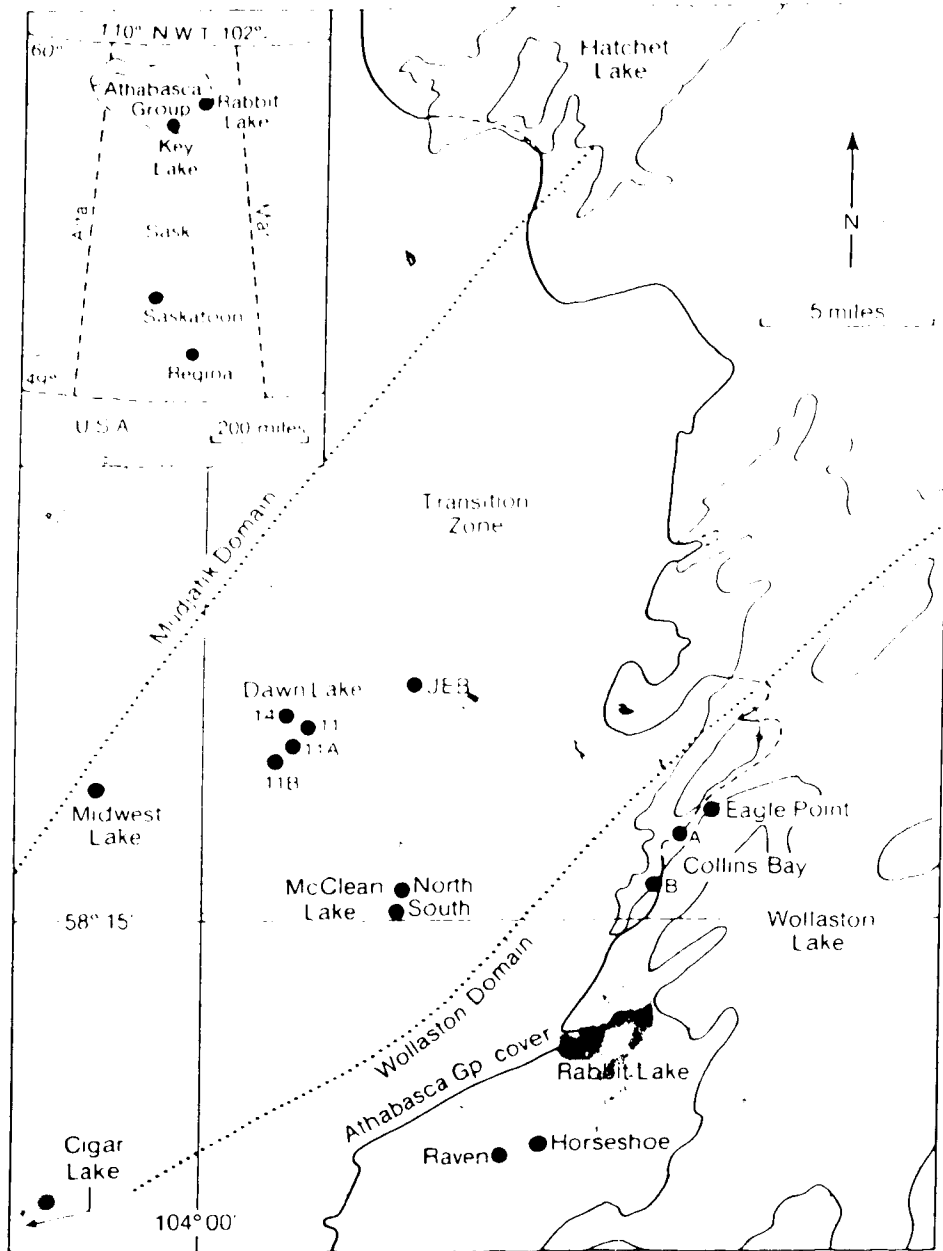 110° N W T 102°
60°
Athabasca
Group
Rabbit
Lake
Key
Lake
Alta
Sask
Man
Saskatoon
Regina
49°
U S A
200 miles
Hatchet
Lake
N
5 miles
Transition
Zone
Mudjatik Domain
Dawn Lake
JEB
14
11
11A
11B
Midwest
Lake
Eagle Point
A
Collins Bay
B
McClean
Lake
North
South
58° 15'
Wollaston
Lake
Wollaston Domain
Athabasca Gp cover
Rabbit Lake
Raven
Horseshoe
Cigar
Lake
104° 00'